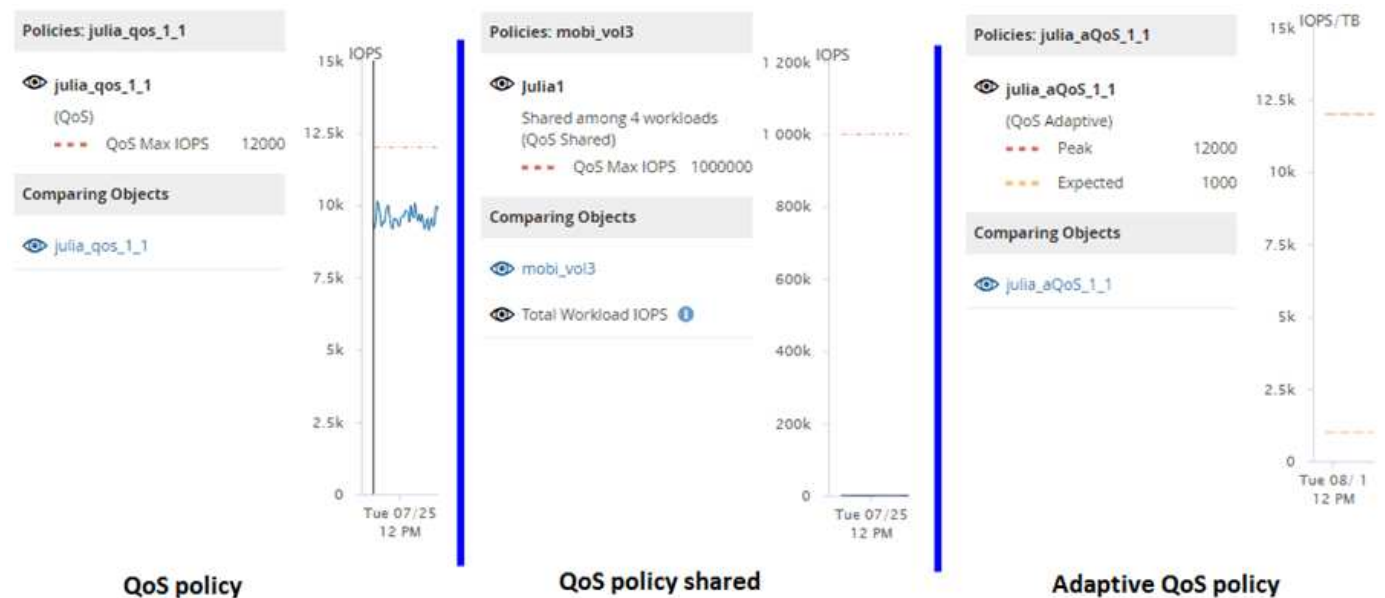 Policies: julia_qos_1_1
julia_qos_1_1
(QoS)
QoS Max IOPS 12000
Comparing Objects
julia_qos_1_1
IOPS
15k
12.5k
10k
7.5k
5k
2.5k
0
Tue 07/25
12 PM
QoS policy
Policies: mobi_vol3
Julia1
Shared among 4 workloads
(QoS Shared)
QoS Max IOPS 1000000
Comparing Objects
mobi_vol3
Total Workload IOPS i
IOPS
1 200k
1 000k
800k
600k
400k
200k
0
Tue 07/25
12 PM
QoS policy shared
Policies: julia_aQoS_1_1
julia_aQoS_1_1
(QoS Adaptive)
Peak 12000
Expected 1000
Comparing Objects
julia_aQoS_1_1
IOPS/TB
15k
12.5k
10k
7.5k
5k
2.5k
0
Tue 08/ 1
12 PM
Adaptive QoS policy